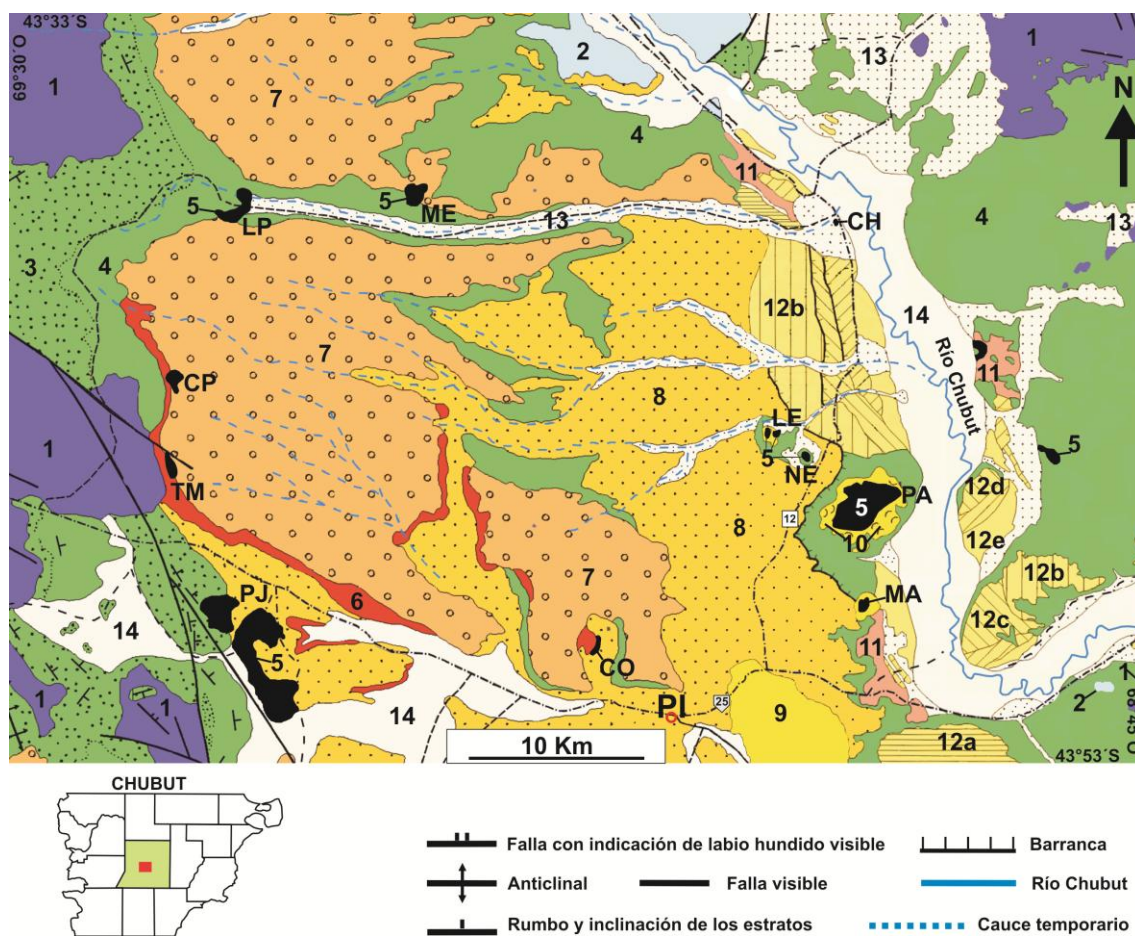 43°33´S
69°30´O
1
7
2
13
1
N
4
11
5
ME
5
LP
13
CH
4
13
3
4
12b
14
7
Río Chubut
11
CP
8
LE
5
1
5
NE
TM
12d
PA
5
12
10
12e
8
12b
7
PJ
MA
6
12c
14
5
11
CO
1
1
2
14
PI
25
9
68°45´O
10 Km
12a
43°53´S
CHUBUT
Falla con indicación de labio hundido visible
Barranca
Anticlinal
Falla visible
Río Chubut
Rumbo y inclinación de los estratos
Cauce temporario